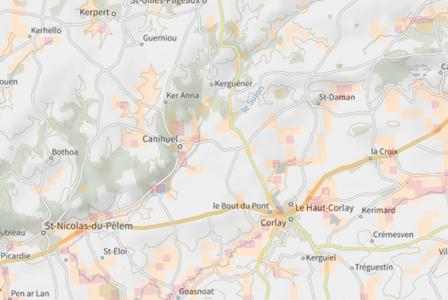 St-Gilles-Pligeaux
Kerpert
Kerhello
Guerniou
Kerguéner
Ker Anna
le Sulon
St-Daman
Canihuel
Bothoa
la Croix
le Bout du Pont
Le Haut-Corlay
Kerimard
Corlay
St-Nicolas-du-Pélem
Crémesven
Picardie
St-Éloi
Kerguiel
Tréguestin
Pen ar Lan
Goasnoat